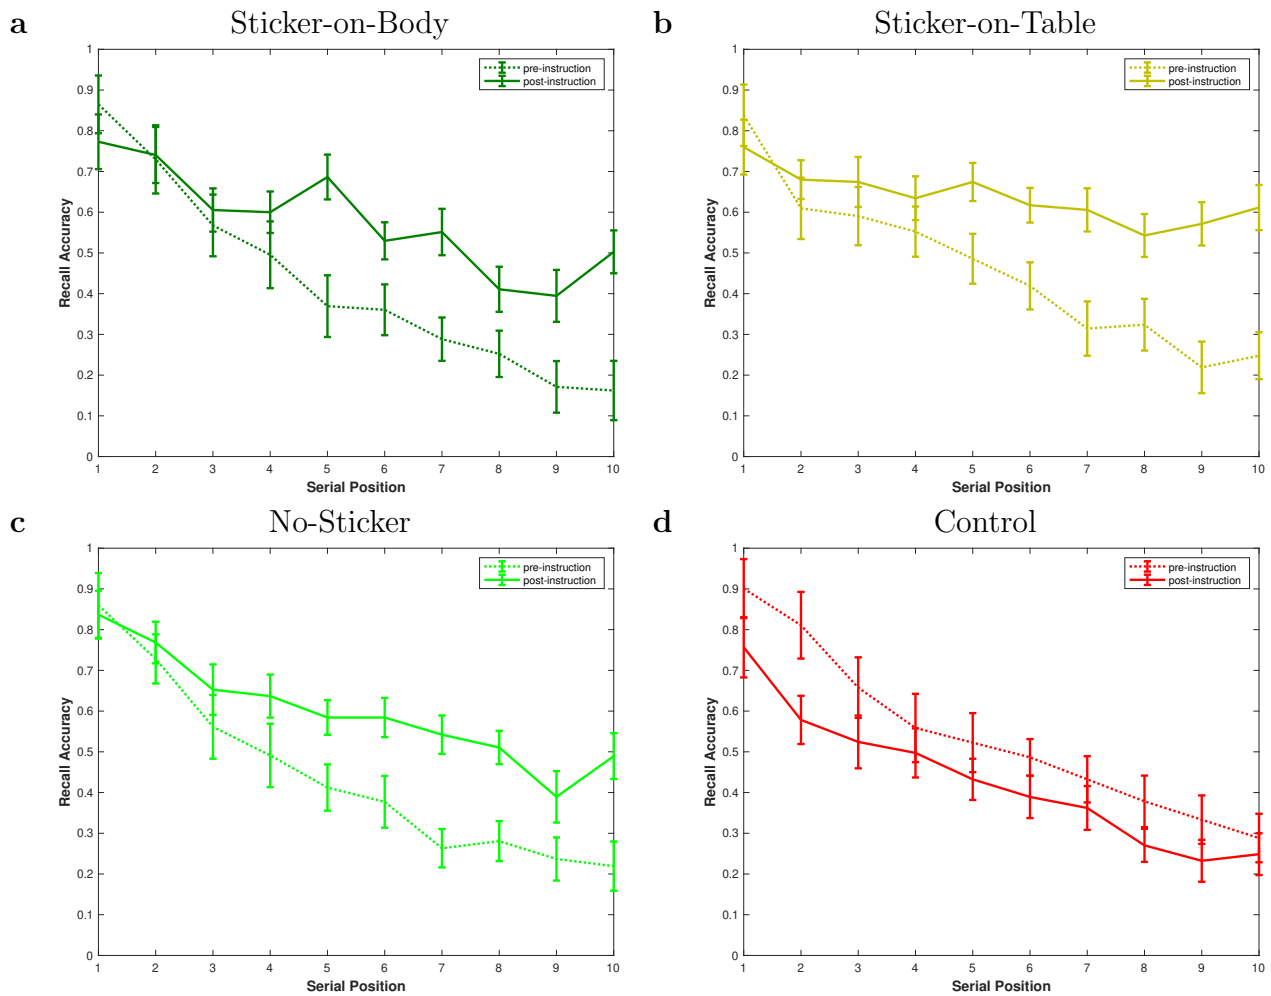 a Sticker-on-Body
1
0.9
0.8
0.7
0.6
0.5
0.4
0.3
0.2
0.1
0
Recall Accuracy
pre-instruction
post-instruction
1 2 3 4 5 6 7 8 9 10
Serial Position
b Sticker-on-Table
1
0.9
0.8
0.7
0.6
0.5
0.4
0.3
0.2
0.1
0
Recall Accuracy
pre-instruction
post-instruction
1 2 3 4 5 6 7 8 9 10
Serial Position
c No-Sticker
1
0.9
0.8
0.7
0.6
0.5
0.4
0.3
0.2
0.1
0
Recall Accuracy
pre-instruction
post-instruction
1 2 3 4 5 6 7 8 9 10
Serial Position
d Control
1
0.9
0.8
0.7
0.6
0.5
0.4
0.3
0.2
0.1
0
Recall Accuracy
pre-instruction
post-instruction
1 2 3 4 5 6 7 8 9 10
Serial Position